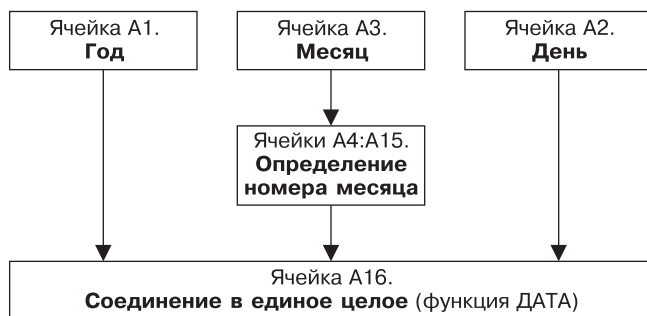 Ячейка А1.
Год
Ячейка А3.
Месяц
Ячейка А2.
День
Ячейки А4:А15.
Определение
номера месяца
Ячейка А16.
Соединение в единое целое (функция ДАТА)